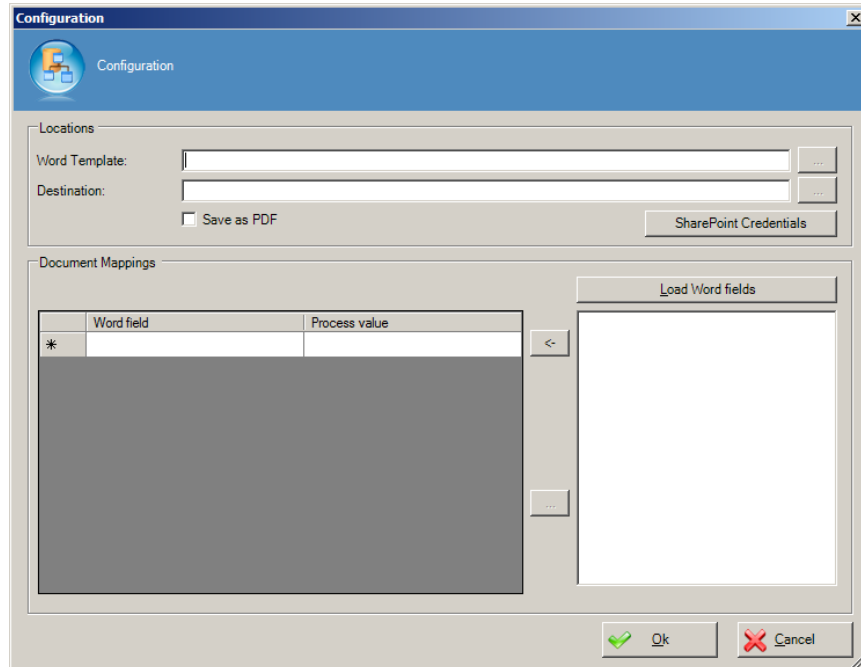 Configuration
Configuration
Locations
Word Template:
...
Destination:
...
Save as PDF
SharePoint Credentials
Document Mappings
Load Word fields
Word field Process value
*
<-
...
Ok
Cancel